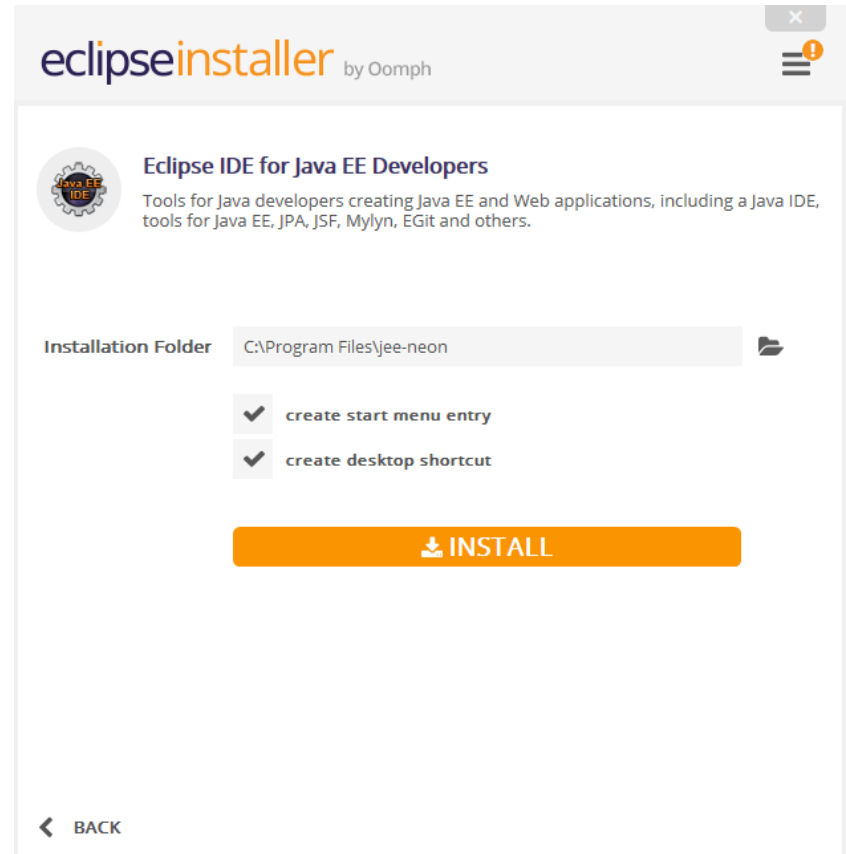 eclipseinstaller by Oomph
Java EE
IDE
Eclipse IDE for Java EE Developers
Tools for Java developers creating Java EE and Web applications, including a Java IDE,
tools for Java EE, JPA, JSF, Mylyn, EGit and others.
Installation Folder C:\Program Files\jee-neon
create start menu entry
create desktop shortcut
INSTALL
BACK